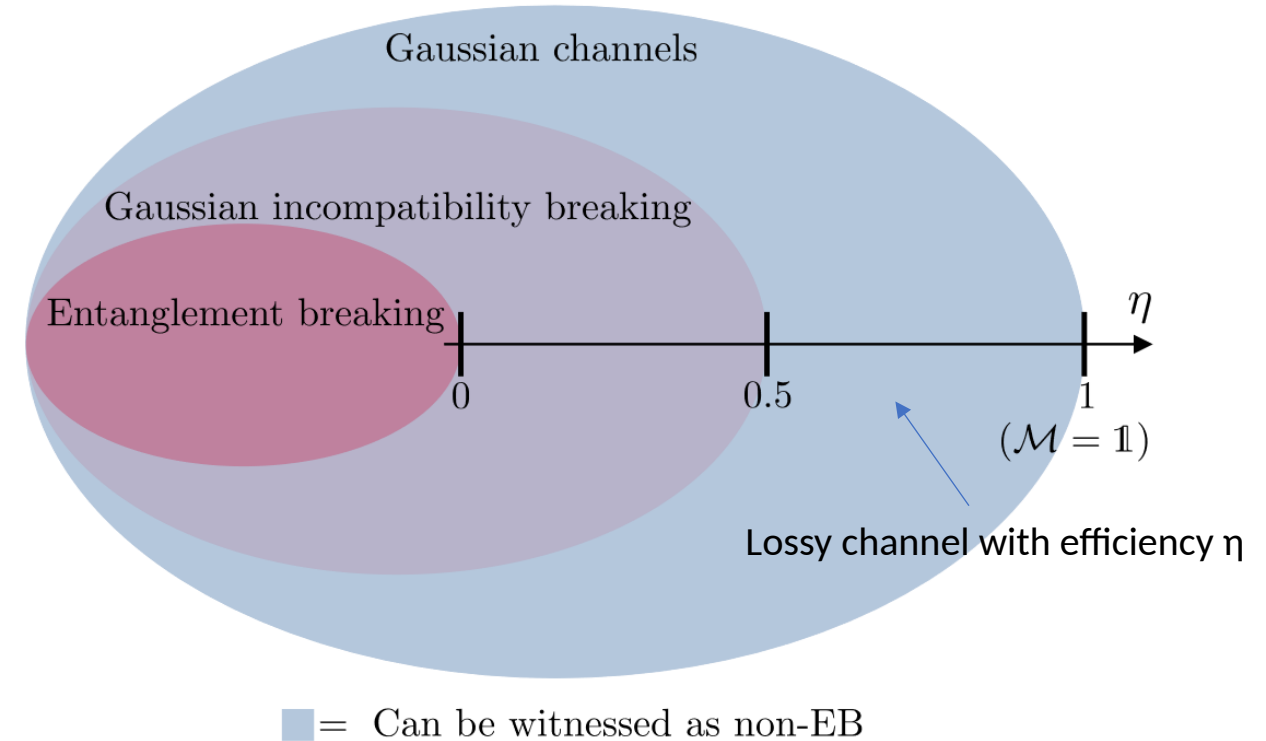 Gaussian channels
Gaussian incompatibility breaking
Entanglement breaking
η
0
0.5
1
(ℳ = 𝟙)
Lossy channel with efficiency η
= Can be witnessed as non-EB